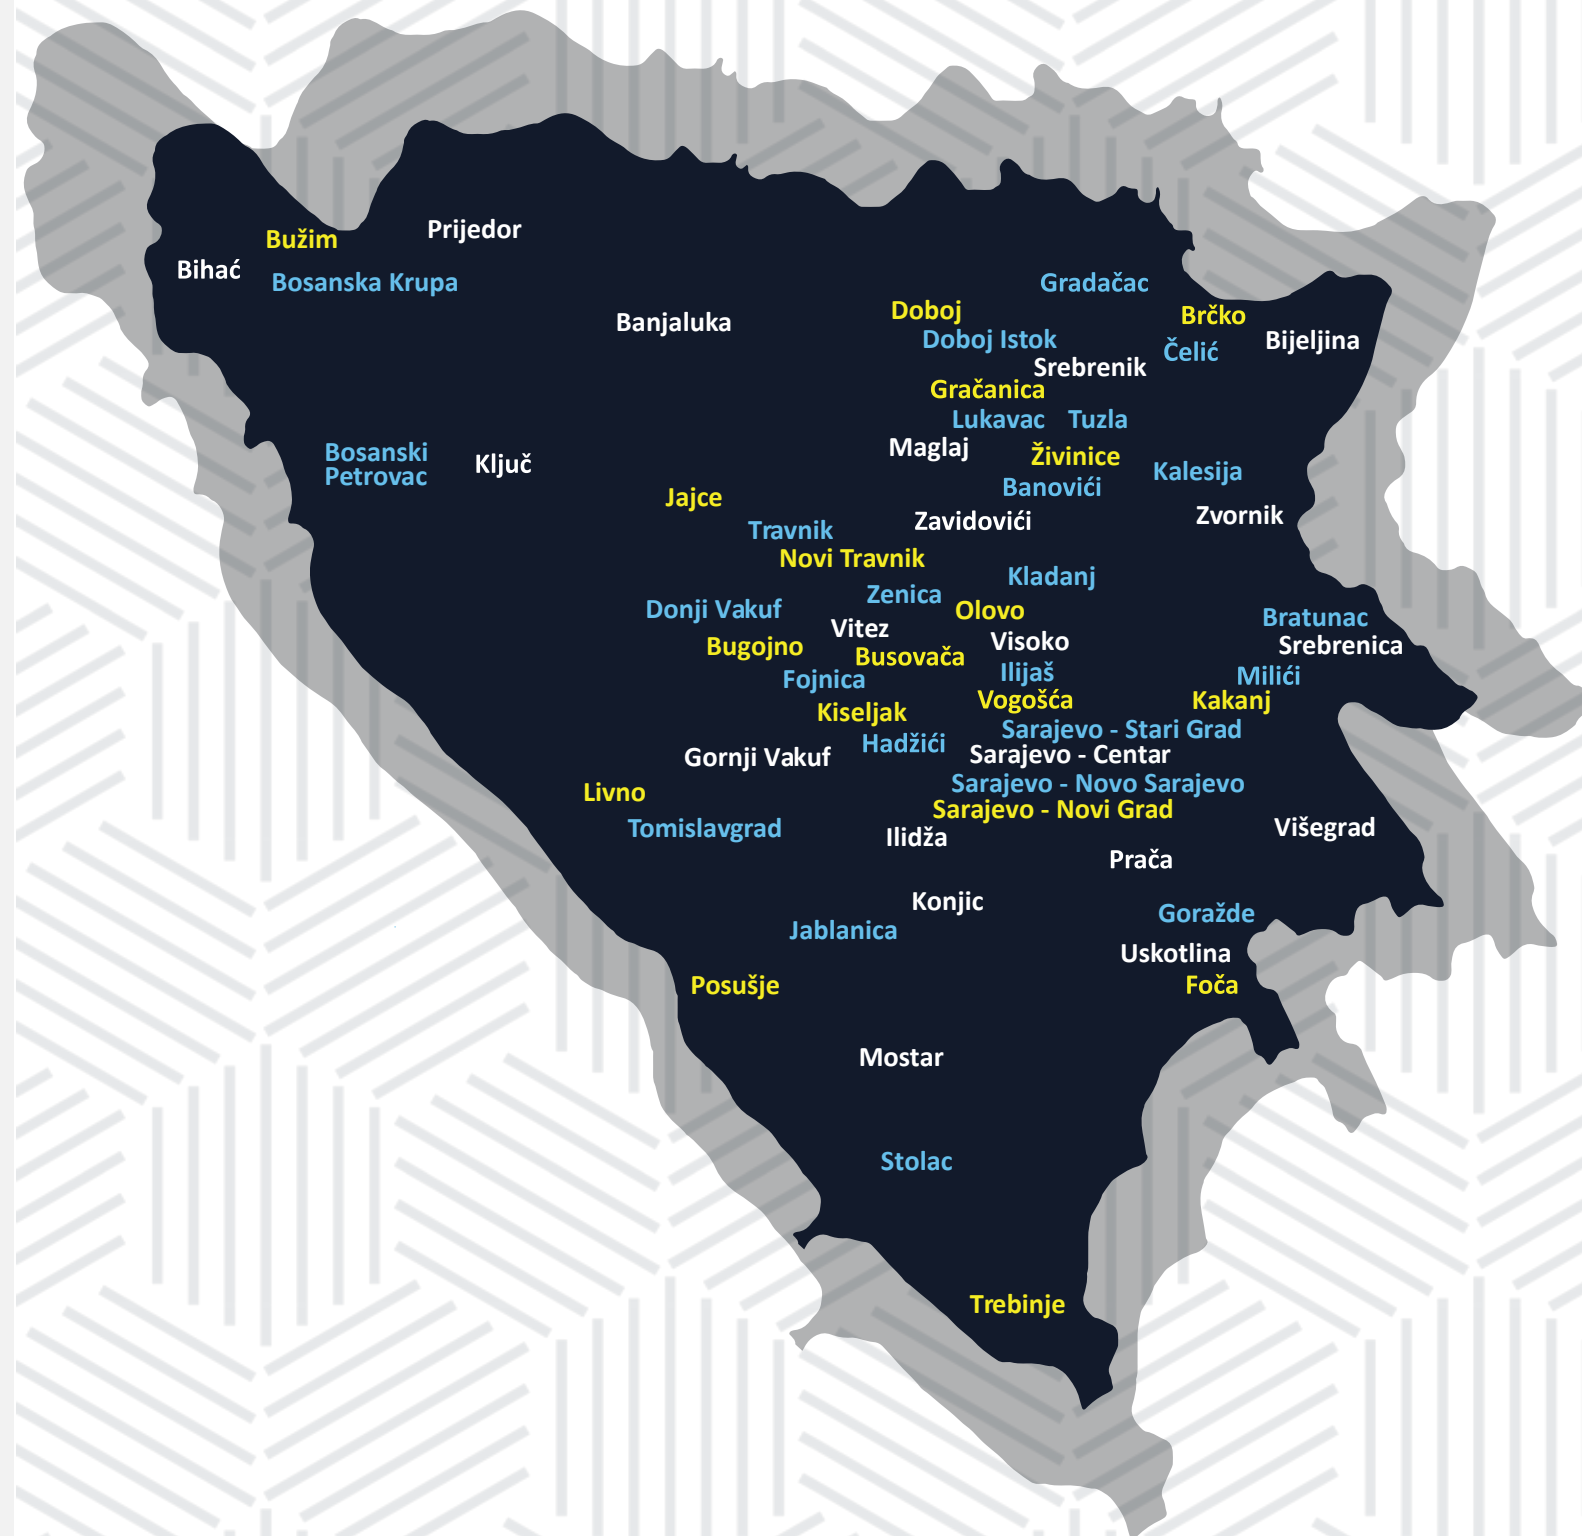 Prijedor
Bužim
Bihać
Bosanska Krupa
Gradačac
Doboj
Brčko
Banjaluka
Doboj Istok
Bijeljina
Čelić
Srebrenik
Gračanica
Lukavac
Tuzla
Maglaj
Bosanski
Petrovac
Živinice
Ključ
Kalesija
Banovići
Jajce
Zvornik
Zavidovići
Travnik
Novi Travnik
Kladanj
Zenica
Donji Vakuf
Olovo
Bratunac
Vitez
Visoko
Bugojno
Srebrenica
Busovača
Ilijaš
Fojnica
Milići
Vogošća
Kakanj
Kiseljak
Sarajevo - Stari Grad
Hadžići
Sarajevo - Centar
Gornji Vakuf
Sarajevo - Novo Sarajevo
Livno
Sarajevo - Novi Grad
Tomislavgrad
Višegrad
Ilidža
Prača
Konjic
Goražde
Jablanica
Uskotlina
Posušje
Foča
Mostar
Stolac
Trebinje